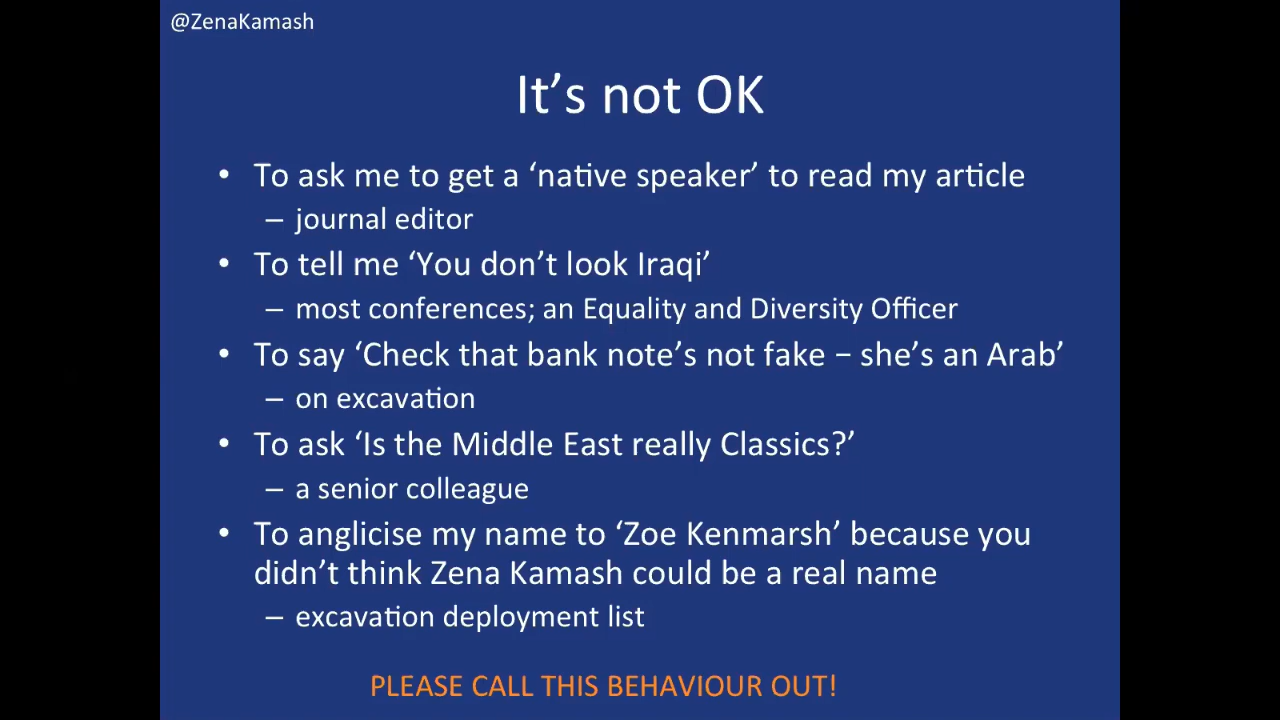 @ZenaKamash
It’s not OK
• To ask me to get a ‘native speaker’ to read my article
– journal editor
• To tell me ‘You don’t look Iraqi’
– most conferences; an Equality and Diversity Officer
• To say ‘Check that bank note’s not fake – she’s an Arab’
– on excavation
• To ask ‘Is the Middle East really Classics?’
– a senior colleague
• To anglicise my name to ‘Zoe Kenmarsh’ because you
didn’t think Zena Kamash could be a real name
– excavation deployment list
PLEASE CALL THIS BEHAVIOUR OUT!